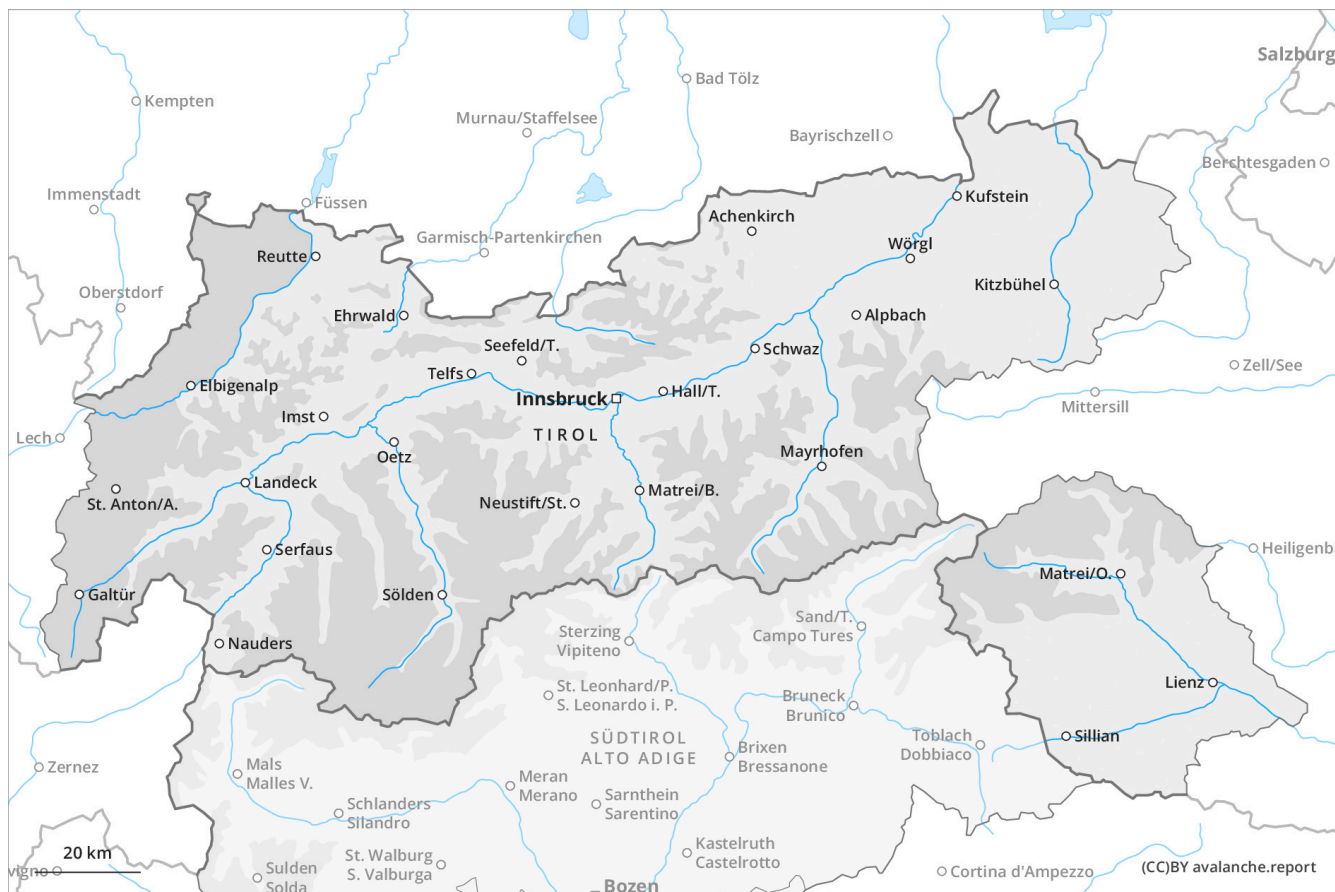 Salzburg
Kempten
Bad Tölz
Murnau/Staffelsee
Bayrischzell
Berchtesgaden
Immenstadt
Füssen
Kufstein
Achenkirch
Garmisch-Partenkirchen
Wörgl
Reutte
Kitzbühel
Oberstdorf
Ehrwald
Alpbach
Seefeld/T.
Schwaz
Telfs
Zell/See
Elbigenalp
Hall/T.
Innsbruck
Mittersill
Imst
TIROL
Lech
Oetz
Mayrhofen
Landeck
St. Anton/A.
Neustift/St.
Matrei/B.
Serfaus
Heiligenb
Matrei/O.
Galtür
Sölden
Sand/T.
Campo Tures
Sterzing
Vipiteno
Nauders
Lienz
St. Leonhard/P.
S. Leonardo i. P.
Bruneck
Brunico
SÜDTIROL
ALTO ADIGE
Toblach
Dobbiaco
Sillian
Brixen
Bressanone
Zernez
Mals
Malles V.
Meran
Merano
Schlanders
Silandro
Sarnthein
Sarentino
Kastelruth
Castelrotto
20 km
St. Walburg
S. Valburga
vigno
Sulden
Solda
Cortina d'Ampezzo
(CC)BY avalanche.report
Bozen